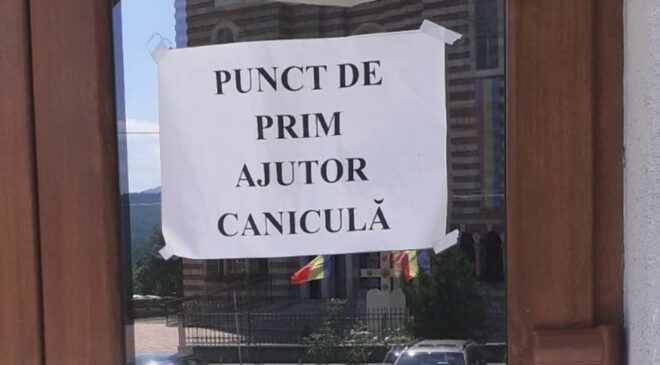 PUNCT DE
PRIM
AJUTOR
CANICULĂ